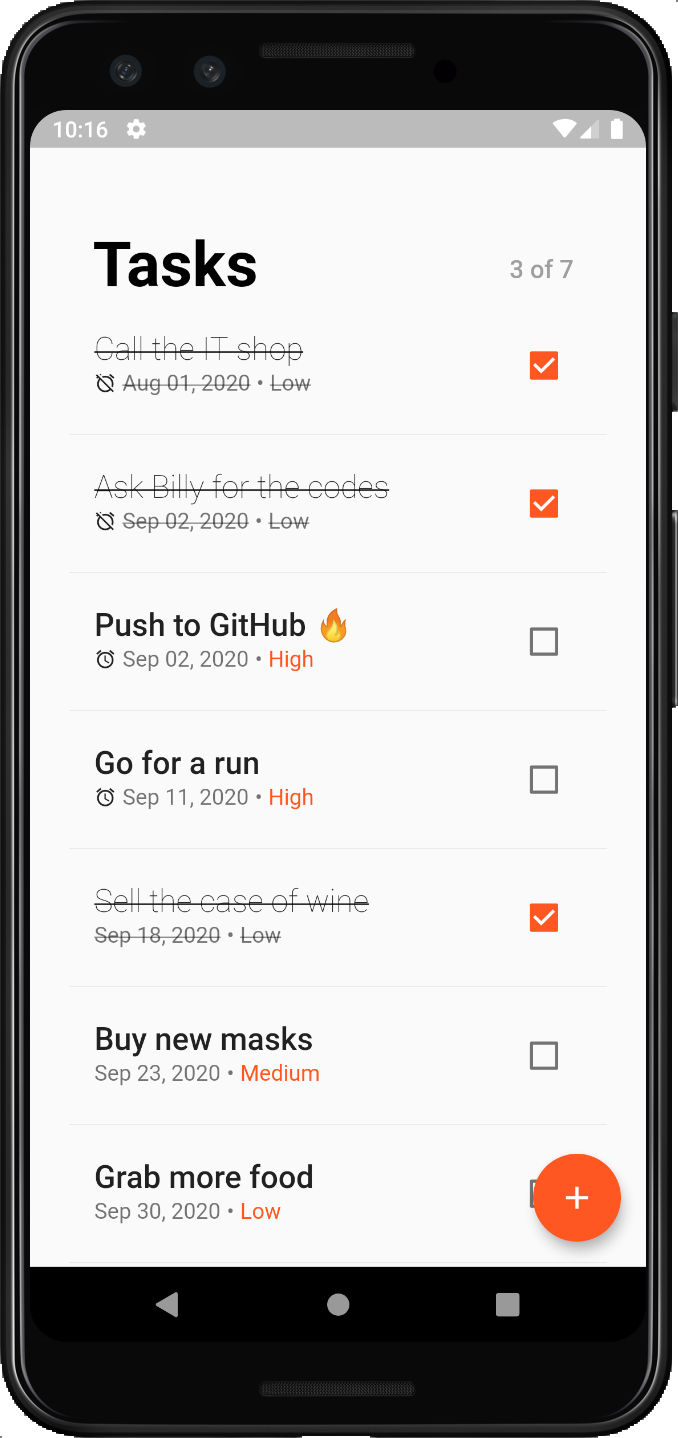 10:16
Tasks
3 of 7
Call the IT shop
Aug 01, 2020 • Low
Ask Billy for the codes
Sep 02, 2020 • Low
Push to GitHub 🔥
Sep 02, 2020 • High
Go for a run
Sep 11, 2020 • High
Sell the case of wine
Sep 18, 2020 • Low
Buy new masks
Sep 23, 2020 • Medium
Grab more food
Sep 30, 2020 • Low
+